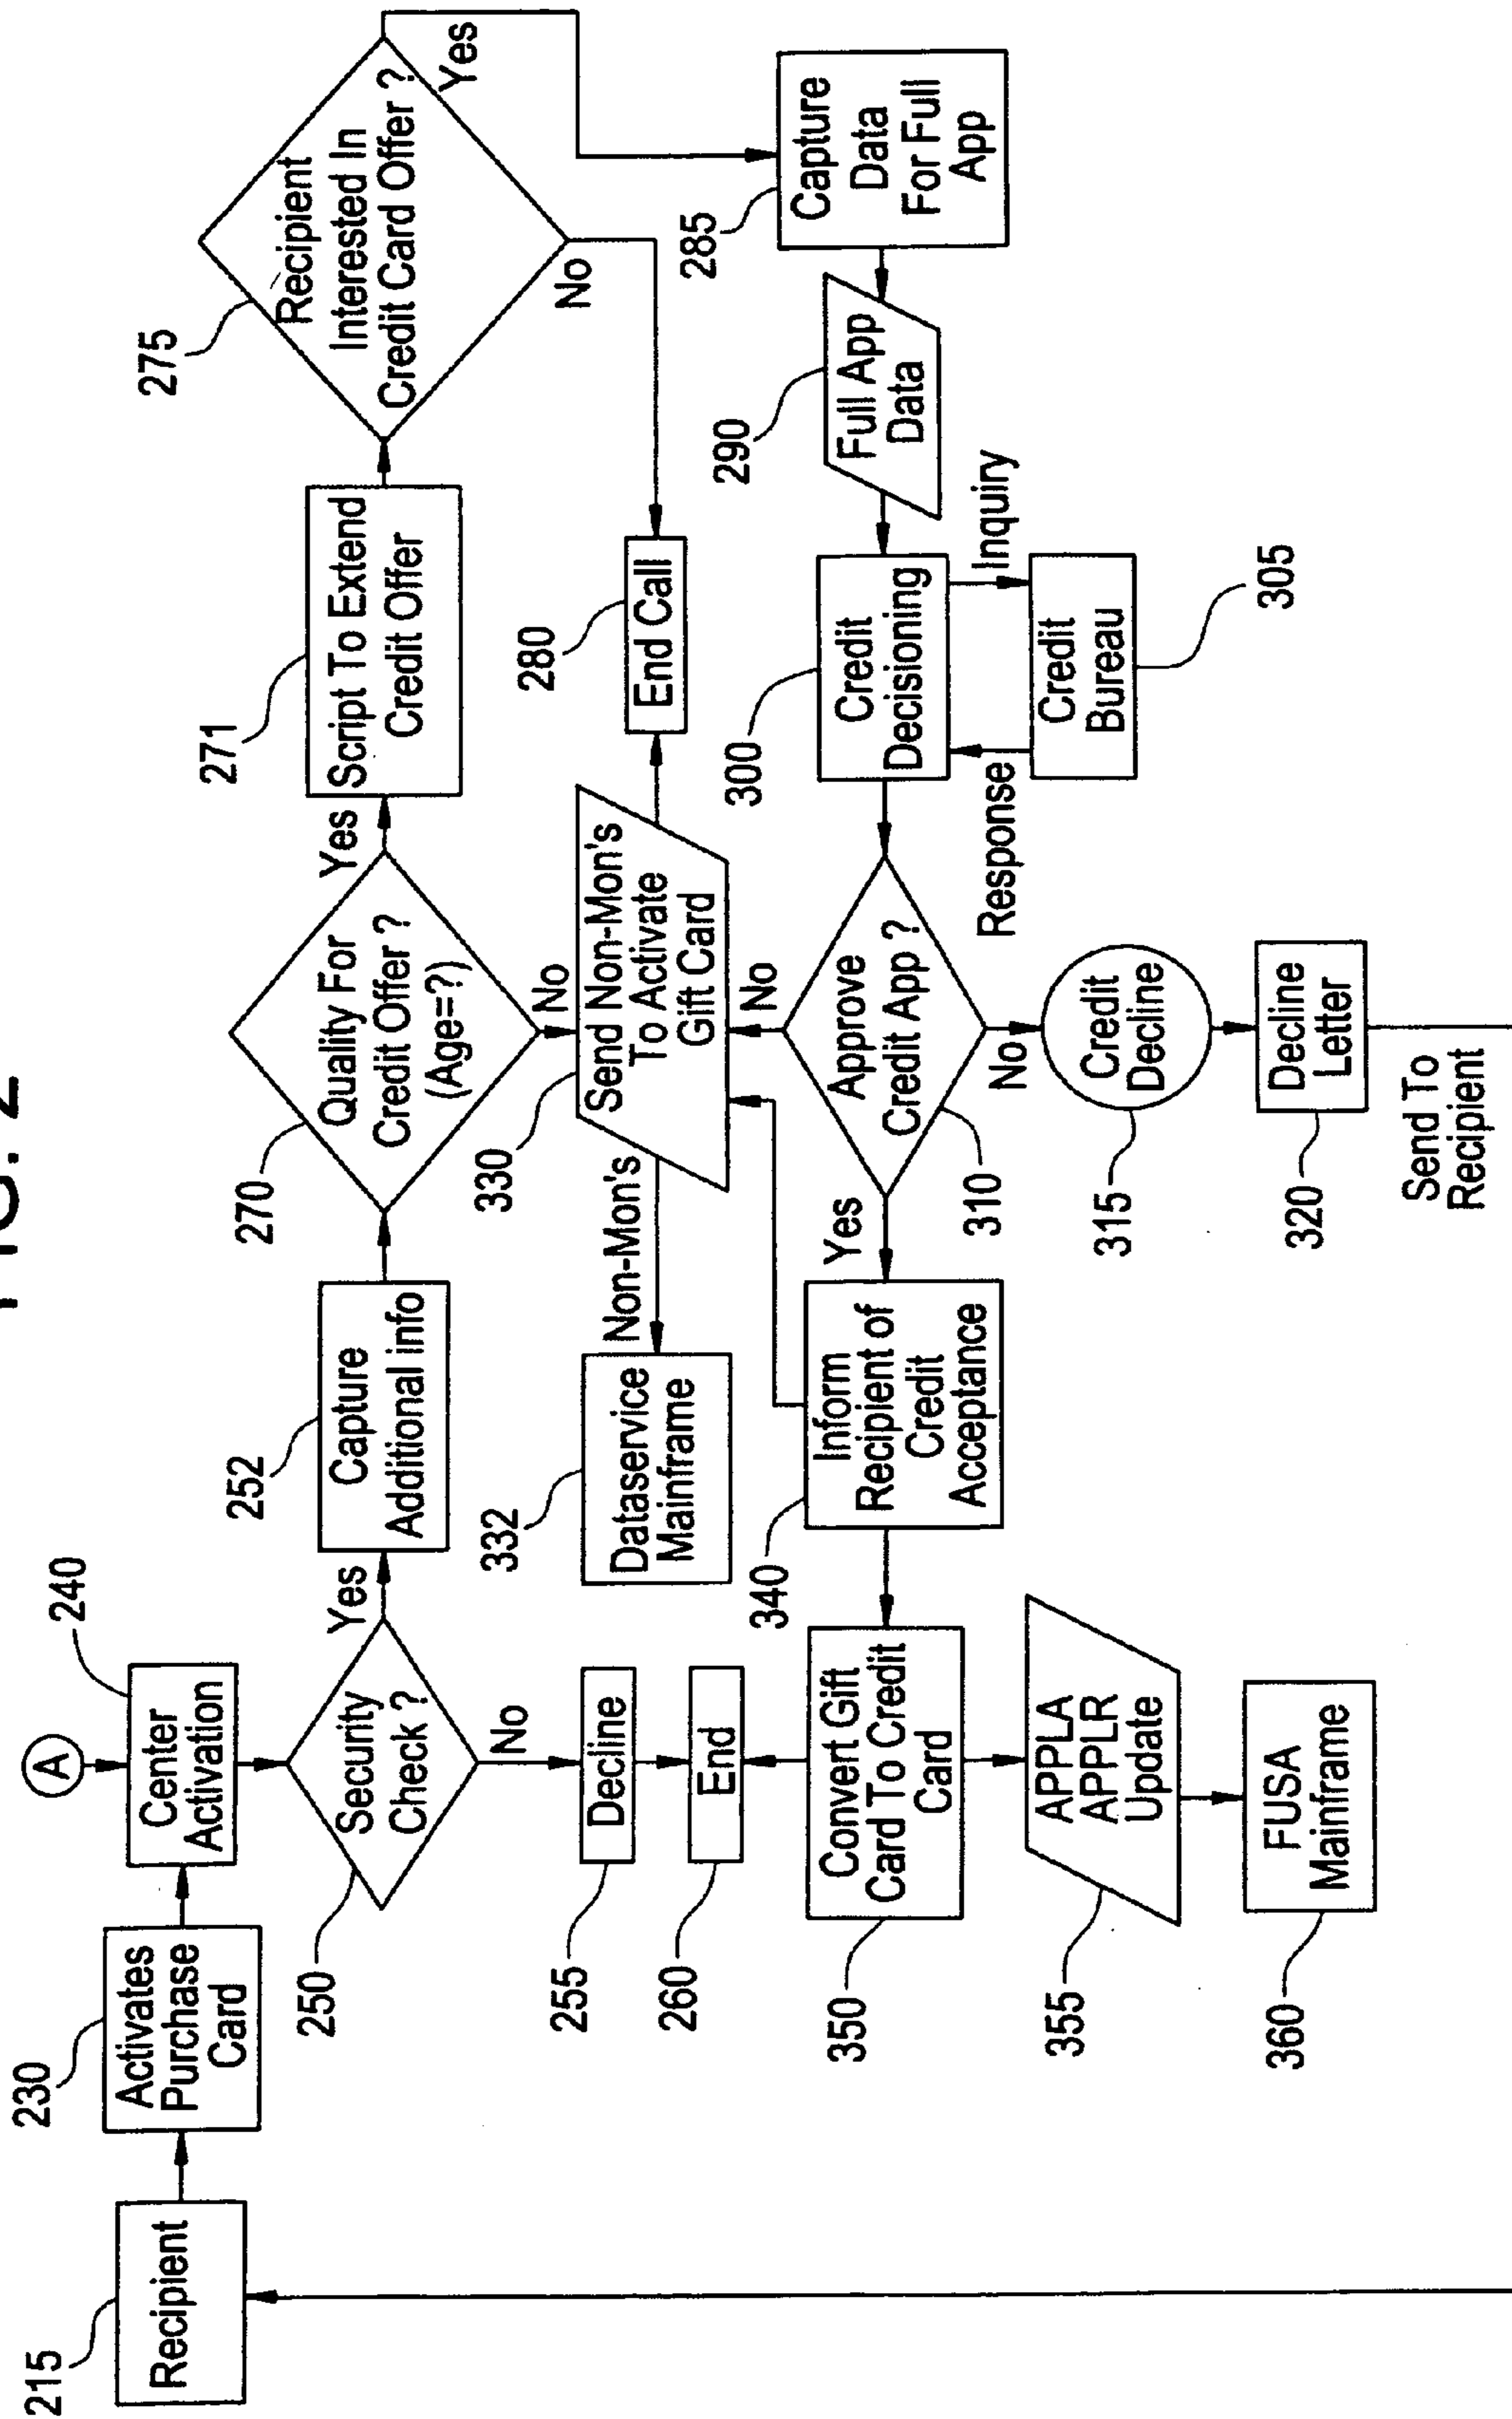 FIG. 2
A
240
230
215
Recipient
Activates
Purchase
Card
Center
Activation
250
Security
Check ?
Yes
No
252
Capture
Additional info
270
Quality For
Credit Offer ?
(Age=?)
Yes
No
271
Script To Extend
Credit Offer
275
Recipient
Interested In
Credit Card Offer ?
Yes
No
255
Decline
260
End
332
Dataservice
Mainframe
Non-Mon's
330
Send Non-Mon's
To Activate
Gift Card
280
End Call
285
Capture
Data
For Full
App
290
Full App
Data
300
Credit
Decisioning
Inquiry
Response
Credit
Bureau
305
310
Approve
Credit App ?
Yes
No
No
340
Inform
Recipient of
Credit
Acceptance
350
Convert Gift
Card To Credit
Card
355
APPLA
APPLR
Update
360
FUSA
Mainframe
315
Credit
Decline
320
Decline
Letter
Send To
Recipient